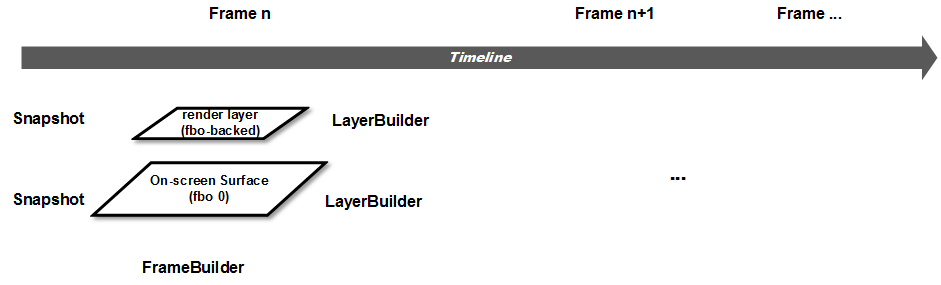 Frame n
Frame n+1
Frame ...
Timeline
Snapshot
render layer
(fbo-backed)
LayerBuilder
Snapshot
On-screen Surface
(fbo 0)
LayerBuilder
...
FrameBuilder